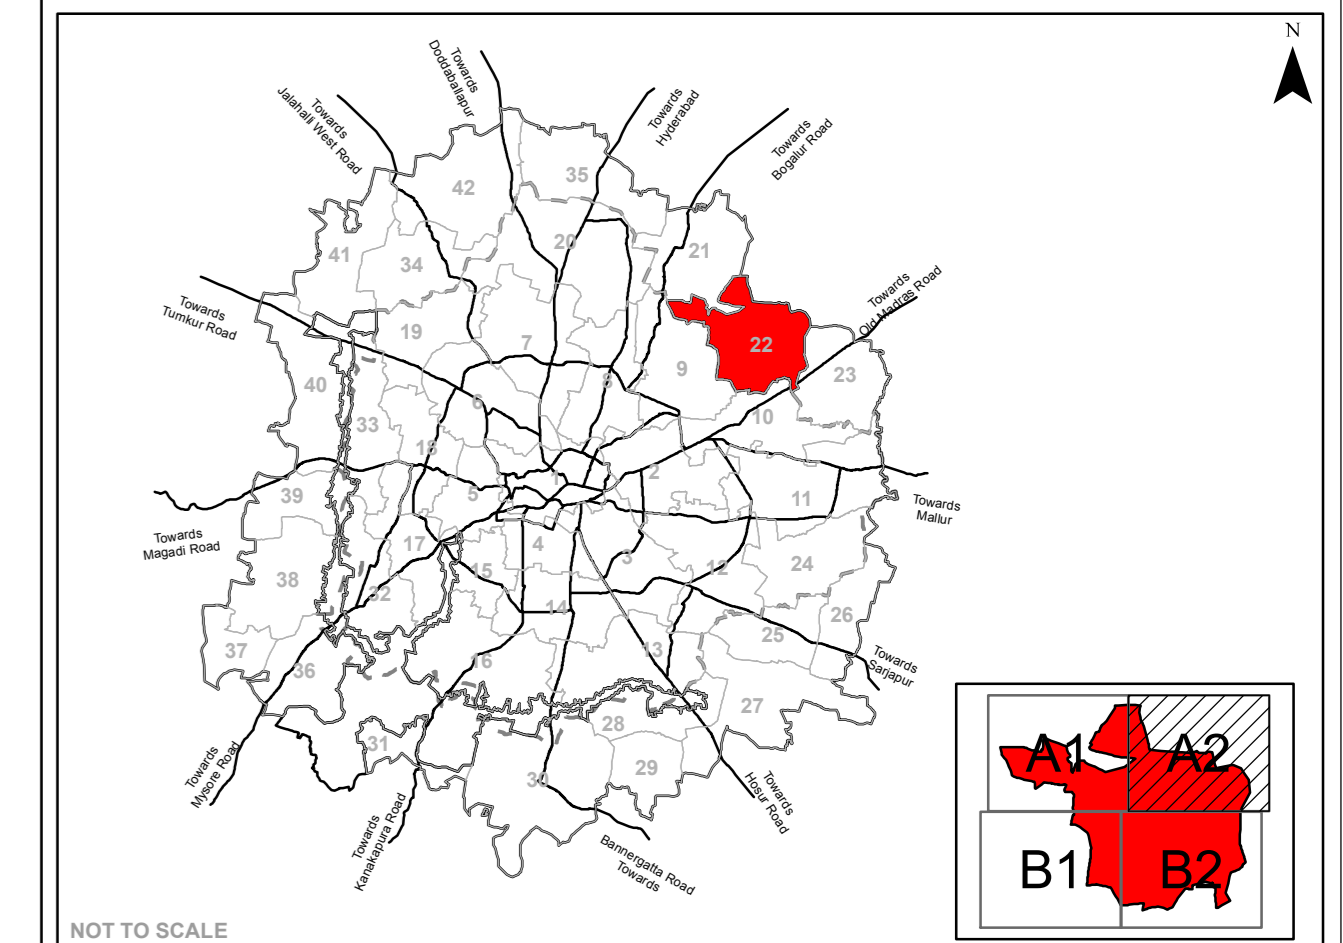 N
Towards
Doddaballapur
Towards
Jalahalli West Road
Towards
Hyderabad
Towards
Bogalur Road
42
35
41
34
20
21
Towards
Old Madras Road
Towards
Tumkur Road
19
7
22
9
8
23
40
6
33
10
18
39
5
1
2
11
Towards
Mallur
Towards
Magadi Road
17
4
3
15
12
24
38
32
14
26
25
37
36
16
13
Towards
Sarjapur
27
28
31
30
29
Towards
Mysore Road
Towards
Kanakapura Road
Towards
Hosur Road
Bannergatta Road
Towards
A1
A2
B1
B2
NOT TO SCALE